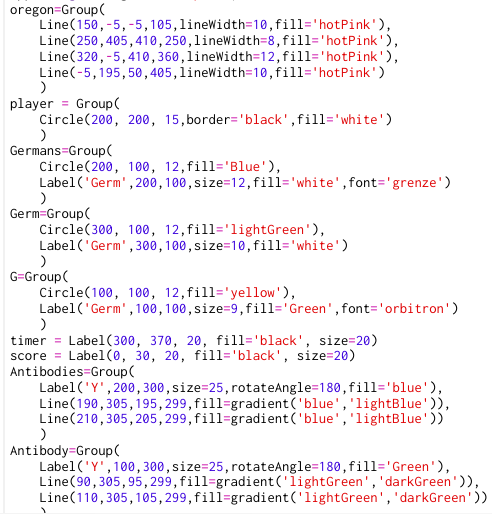 oregon=Group(
    Line(150,-5,-5,105,lineWidth=10,fill='hotPink'),
    Line(250,405,410,250,lineWidth=8,fill='hotPink'),
    Line(320,-5,410,360,lineWidth=12,fill='hotPink'),
    Line(-5,195,50,405,lineWidth=10,fill='hotPink')
    )
player = Group(
    Circle(200, 200, 15,border='black',fill='white')
    )
Germans=Group(
    Circle(200, 100, 12,fill='Blue'),
    Label('Germ',200,100,size=12,fill='white',font='grenze')
    )
Germ=Group(
    Circle(300, 100, 12,fill='lightGreen'),
    Label('Germ',300,100,size=10,fill='white')
    )
G=Group(
    Circle(100, 100, 12,fill='yellow'),
    Label('Germ',100,100,size=9,fill='Green',font='orbitron')
    )
timer = Label(300, 370, 20, fill='black', size=20)
score = Label(0, 30, 20, fill='black', size=20)
Antibodies=Group(
    Label('Y',200,300,size=25,rotateAngle=180,fill='blue'),
    Line(190,305,195,299,fill=gradient('blue','lightBlue')),
    Line(210,305,205,299,fill=gradient('blue','lightBlue'))
    )
Antibody=Group(
    Label('Y',100,300,size=25,rotateAngle=180,fill='Green'),
    Line(90,305,95,299,fill=gradient('lightGreen','darkGreen')),
    Line(110,305,105,299,fill=gradient('lightGreen','darkGreen'))
    )